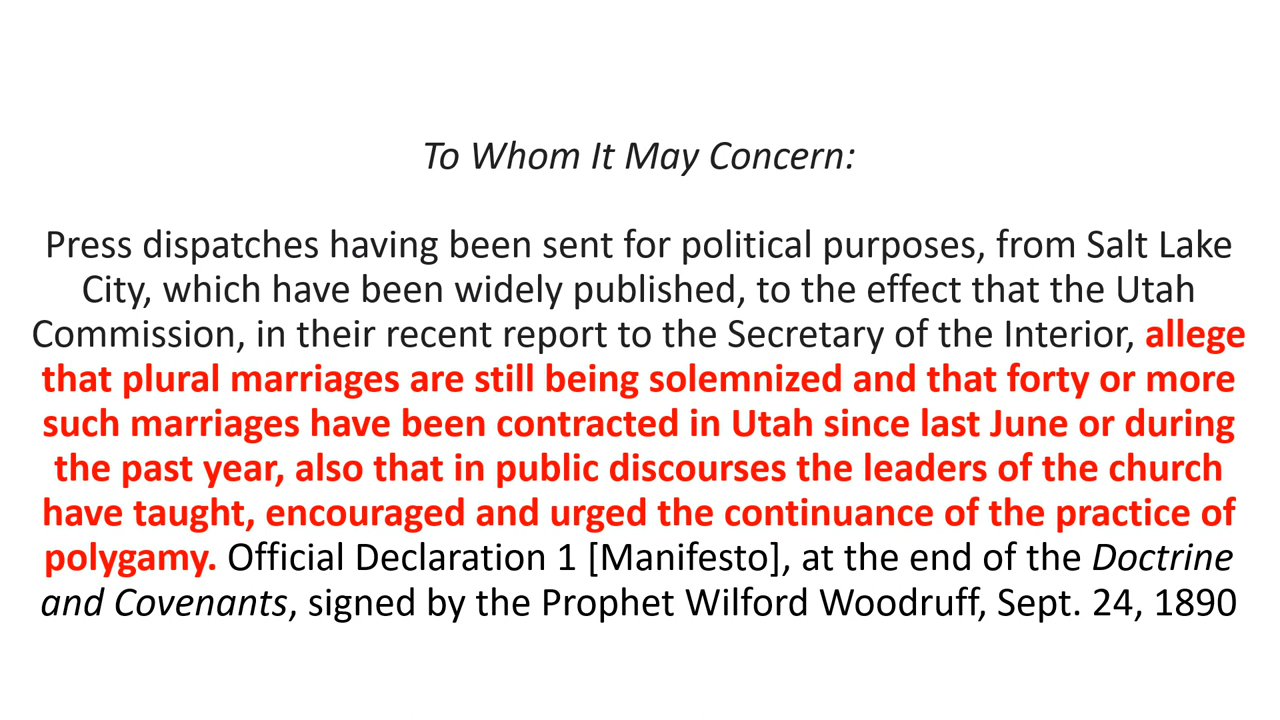 To Whom It May Concern:
Press dispatches having been sent for political purposes, from Salt Lake
City, which have been widely published, to the effect that the Utah
Commission, in their recent report to the Secretary of the Interior, allege
that plural marriages are still being solemnized and that forty or more
such marriages have been contracted in Utah since last June or during
the past year, also that in public discourses the leaders of the church
have taught, encouraged and urged the continuance of the practice of
polygamy. Official Declaration 1 [Manifesto], at the end of the Doctrine
and Covenants, signed by the Prophet Wilford Woodruff, Sept. 24, 1890